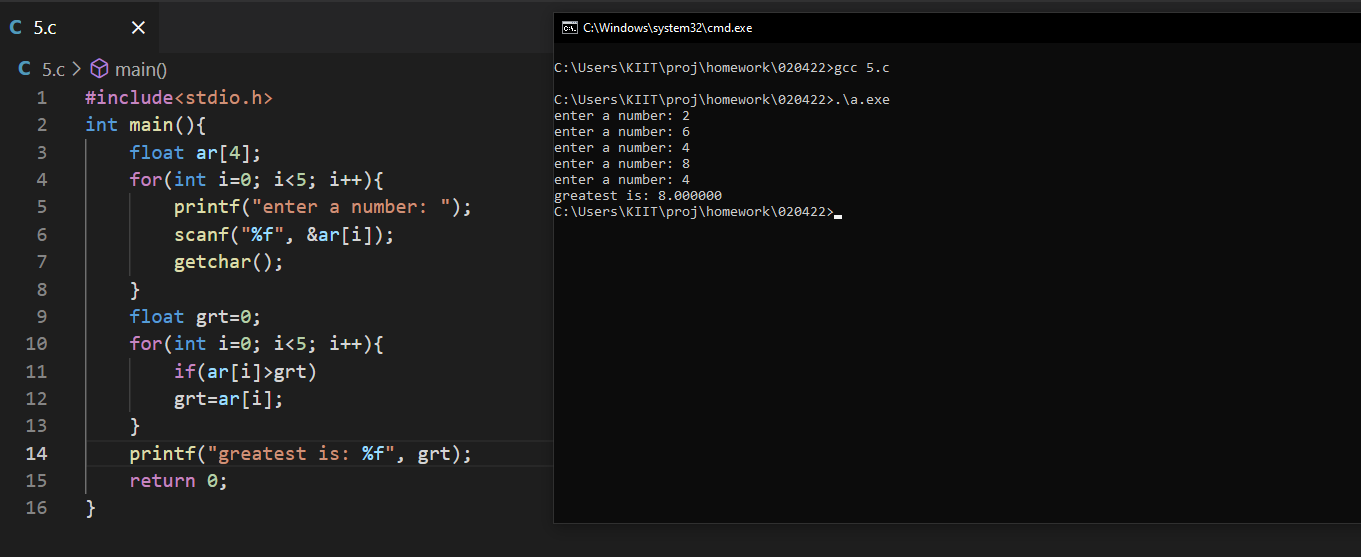 C 5.c ×
C 5.c > main()
1 #include<stdio.h>
2 int main(){
3     float ar[4];
4     for(int i=0; i<5; i++){
5         printf("enter a number: ");
6         scanf("%f", &ar[i]);
7         getchar();
8     }
9     float grt=0;
10     for(int i=0; i<5; i++){
11         if(ar[i]>grt)
12         grt=ar[i];
13     }
14     printf("greatest is: %f", grt);
15     return 0;
16 }
C:\Windows\system32\cmd.exe
C:\Users\KIIT\proj\homework\020422>gcc 5.c
C:\Users\KIIT\proj\homework\020422>.\a.exe
enter a number: 2
enter a number: 6
enter a number: 4
enter a number: 8
enter a number: 4
greatest is: 8.000000
C:\Users\KIIT\proj\homework\020422>